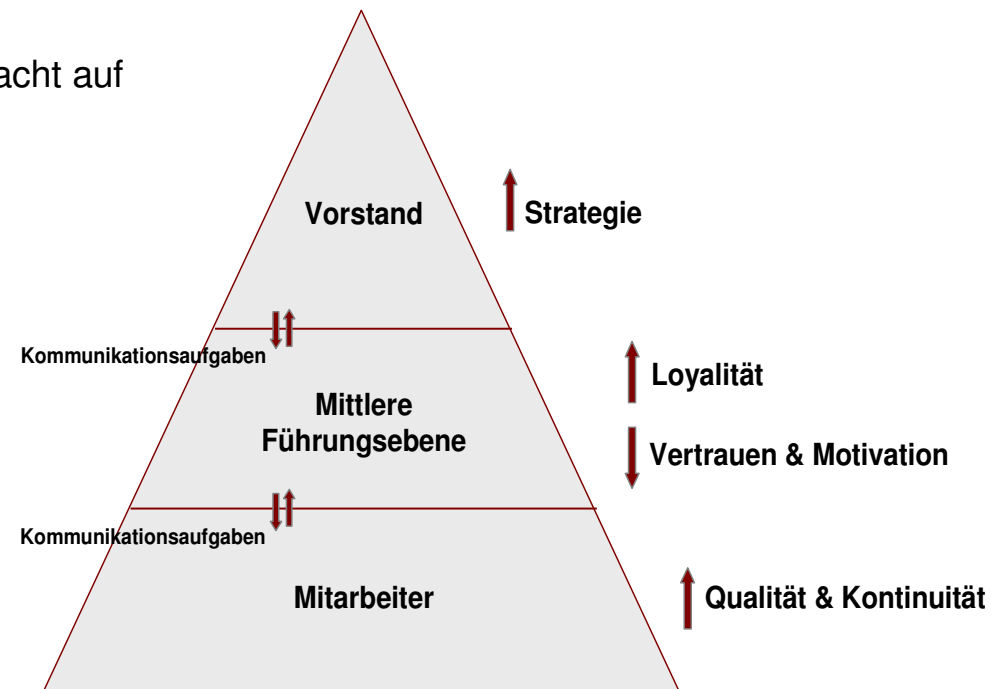 acht auf
Vorstand
Strategie
Kommunikationsaufgaben
Loyalität
Mittlere
Führungsebene
Vertrauen & Motivation
Kommunikationsaufgaben
Mitarbeiter
Qualität & Kontinuität